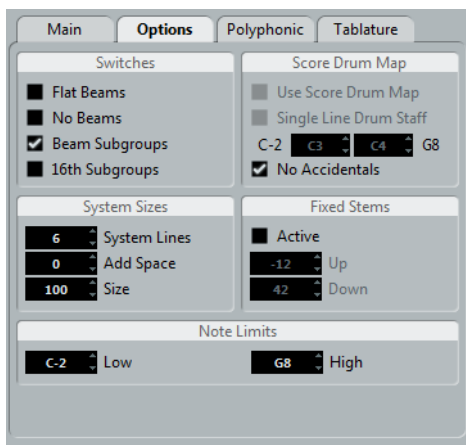 Main Options Polyphonic Tablature
Switches
Flat Beams
No Beams
Beam Subgroups
16th Subgroups
Score Drum Map
Use Score Drum Map
Single Line Drum Staff
C-2 C3 C4 G8
No Accidentals
System Sizes
6 System Lines
0 Add Space
100 Size
Fixed Stems
Active
-12 Up
42 Down
Note Limits
C-2 Low G8 High